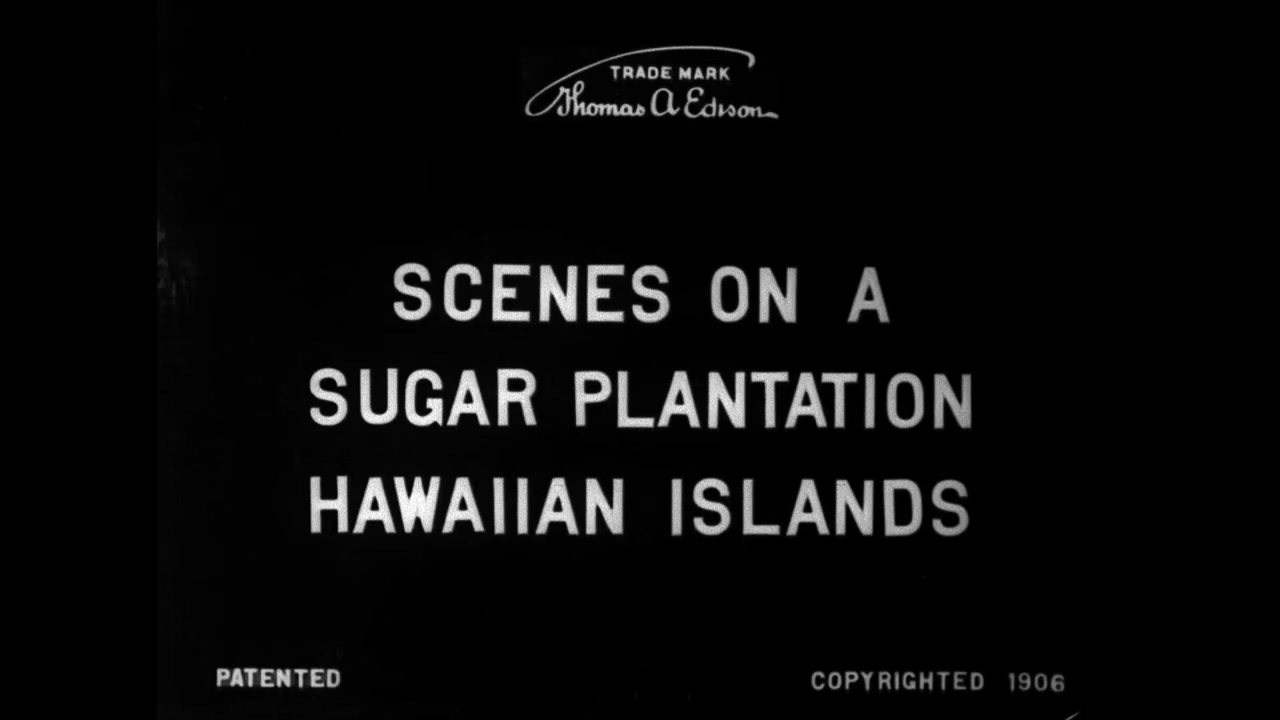 TRADE MARK
Thomas A Edison
SCENES ON A
SUGAR PLANTATION
HAWAIIAN ISLANDS
PATENTED
COPYRIGHTED 1906